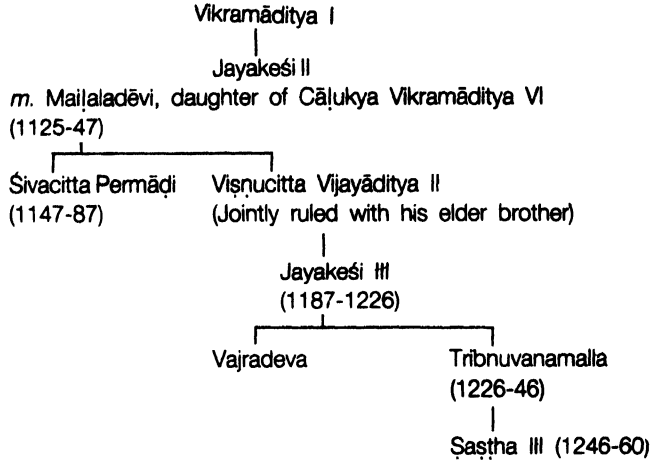 Vikramāditya I
Jayakeśi II
m. Maiḷaladēvi, daughter of Cāḷukya Vikramāditya VI
(1125-47)
Śivacitta Permāḍi Viṣṇucitta Vijayāditya II
(1147-87) (Jointly ruled with his elder brother)
Jayakeśi III
(1187-1226)
Vajradeva Tribnuvanamalla
(1226-46)
Ṣaṣṭha III (1246-60)